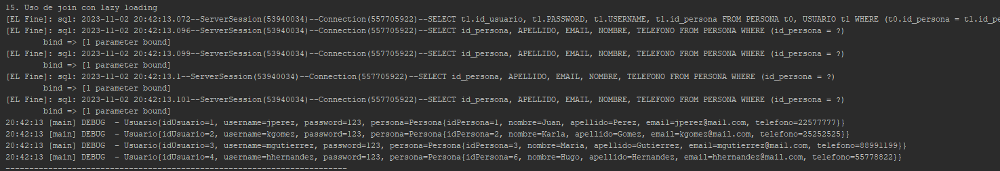 15. Uso de join con lazy loading
[EL Fine]: sql: 2023-11-02 20:42:13.072--ServerSession(53940034)--Connection(557705922)--SELECT t1.id_usuario, t1.PASSWORD, t1.USERNAME, t1.id_persona FROM PERSONA t0, USUARIO t1 WHERE (t0.id_persona = t1.id_pe
[EL Fine]: sql: 2023-11-02 20:42:13.096--ServerSession(53940034)--Connection(557705922)--SELECT id_persona, APELLIDO, EMAIL, NOMBRE, TELEFONO FROM PERSONA WHERE (id_persona = ?)
bind => [1 parameter bound]
[EL Fine]: sql: 2023-11-02 20:42:13.099--ServerSession(53940034)--Connection(557705922)--SELECT id_persona, APELLIDO, EMAIL, NOMBRE, TELEFONO FROM PERSONA WHERE (id_persona = ?)
bind => [1 parameter bound]
[EL Fine]: sql: 2023-11-02 20:42:13.1--ServerSession(53940034)--Connection(557705922)--SELECT id_persona, APELLIDO, EMAIL, NOMBRE, TELEFONO FROM PERSONA WHERE (id_persona = ?)
bind => [1 parameter bound]
[EL Fine]: sql: 2023-11-02 20:42:13.101--ServerSession(53940034)--Connection(557705922)--SELECT id_persona, APELLIDO, EMAIL, NOMBRE, TELEFONO FROM PERSONA WHERE (id_persona = ?)
bind => [1 parameter bound]
20:42:13 [main] DEBUG  - Usuario{idUsuario=1, username=jperez, password=123, persona=Persona{idPersona=1, nombre=Juan, apellido=Perez, email=jperez@mail.com, telefono=22577777}}
20:42:13 [main] DEBUG  - Usuario{idUsuario=2, username=kgomez, password=123, persona=Persona{idPersona=2, nombre=Karla, apellido=Gomez, email=kgomez@mail.com, telefono=25252525}}
20:42:13 [main] DEBUG  - Usuario{idUsuario=3, username=mgutierrez, password=123, persona=Persona{idPersona=3, nombre=Maria, apellido=Gutierrez, email=mgutierrez@mail.com, telefono=88991199}}
20:42:13 [main] DEBUG  - Usuario{idUsuario=4, username=hhernandez, password=123, persona=Persona{idPersona=6, nombre=Hugo, apellido=Hernandez, email=hhernandez@mail.com, telefono=55778822}}